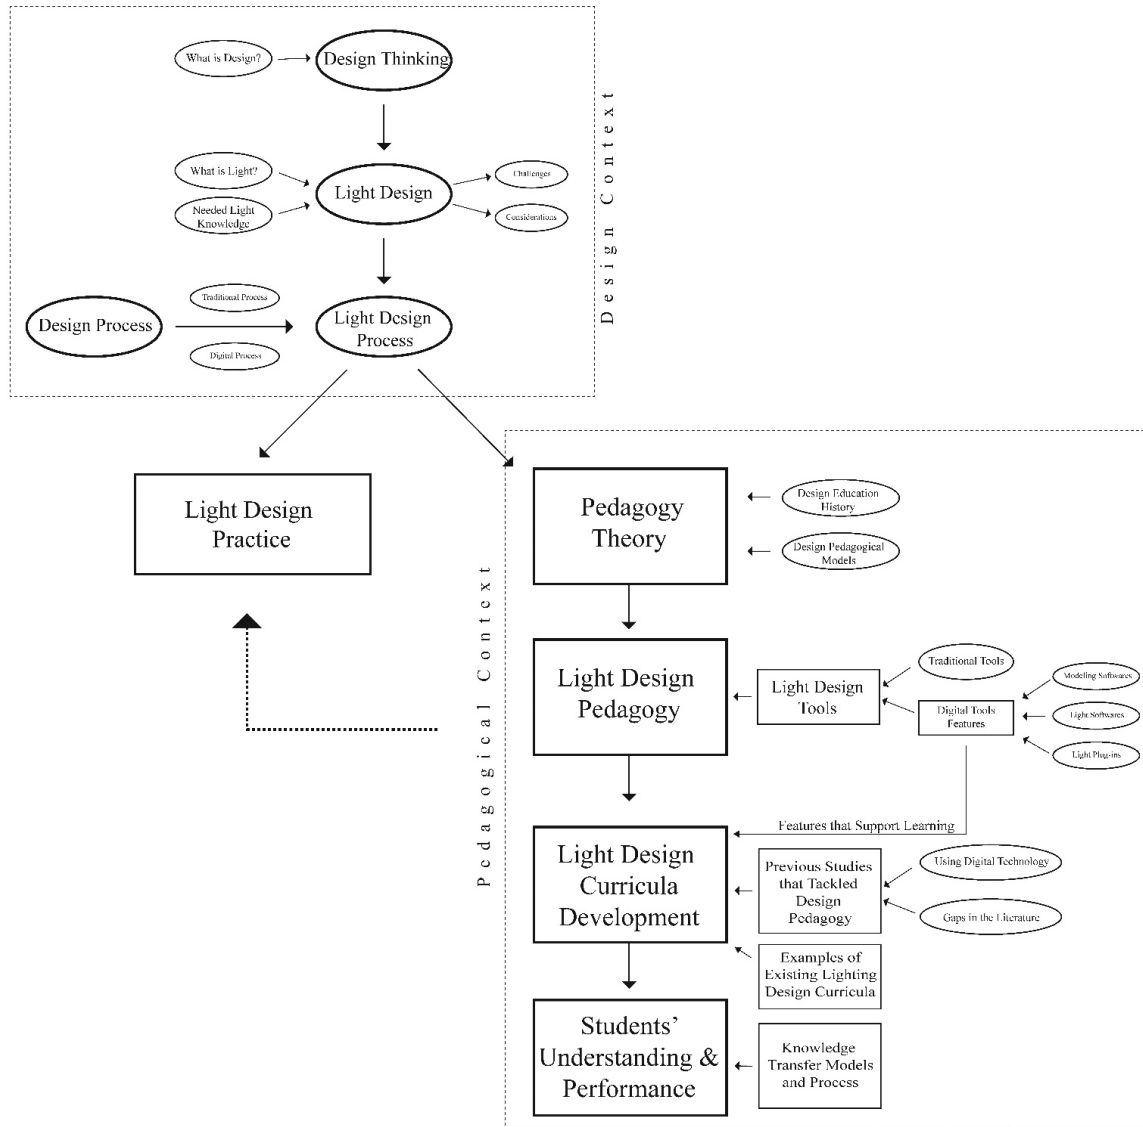 What is Design?
Design Thinking
What is Light?
Needed Light
Knowledge
Light Design
Challenges
Considerations
Design Process
Traditional Process
Digital Process
Light Design
Process
Design Context
Light Design
Practice
Pedagogical Context
Pedagogy
Theory
Design Education
History
Design Pedagogical
Models
Light Design
Pedagogy
Light Design
Tools
Traditional Tools
Digital Tools
Features
Modeling Softwares
Light Softwares
Light Plug-ins
Features that Support Learning
Light Design
Curricula
Development
Previous Studies
that Tackled
Design
Pedagogy
Using Digital Technology
Gaps in the Literature
Examples of
Existing Lighting
Design Curricula
Students’
Understanding &
Performance
Knowledge
Transfer Models
and Process